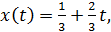 x(t) = 1/3 + 2/3 t,